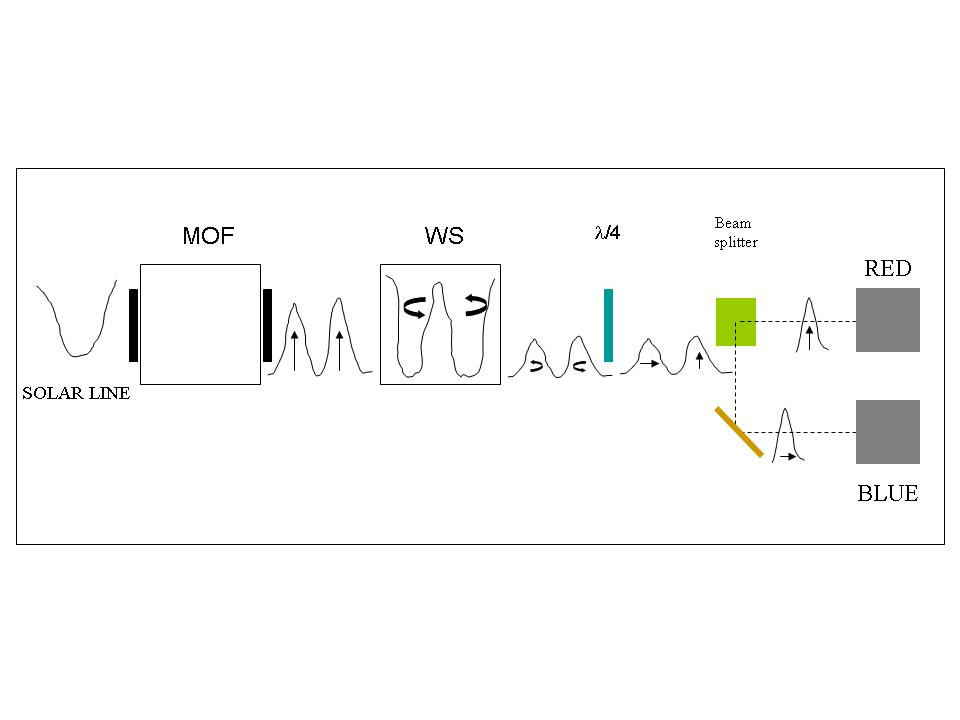 MOF
WS
λ/4
Beam
splitter
RED
SOLAR LINE
BLUE